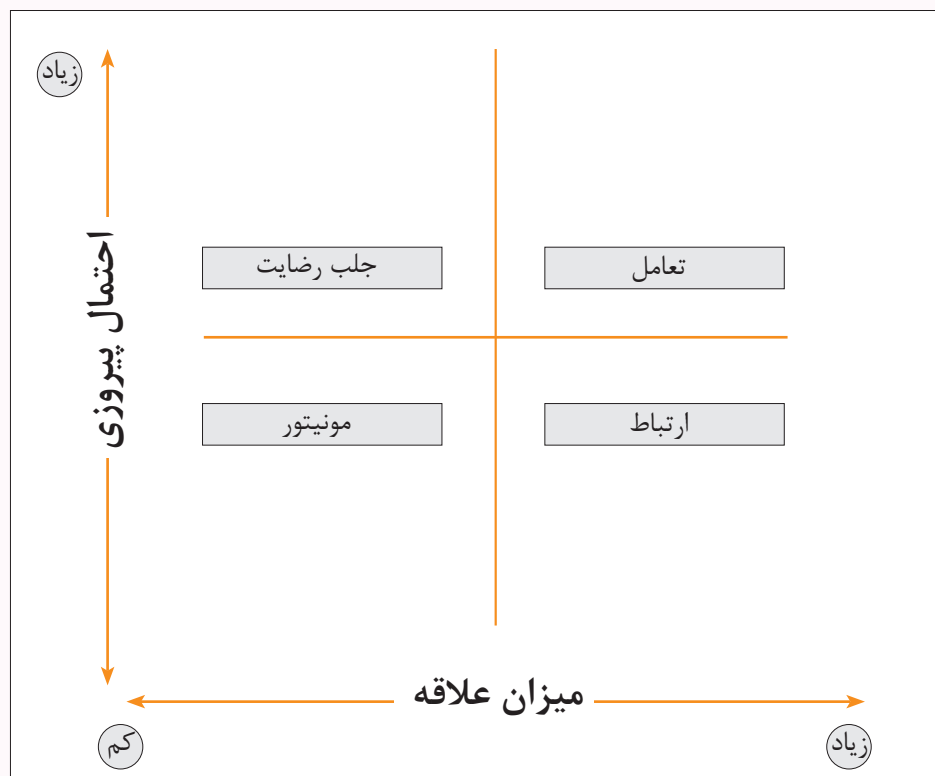 زیاد
احتمال پیروزی
تعامل
جلب رضایت
ارتباط
مونیتور
میزان علاقه
زیاد
کم